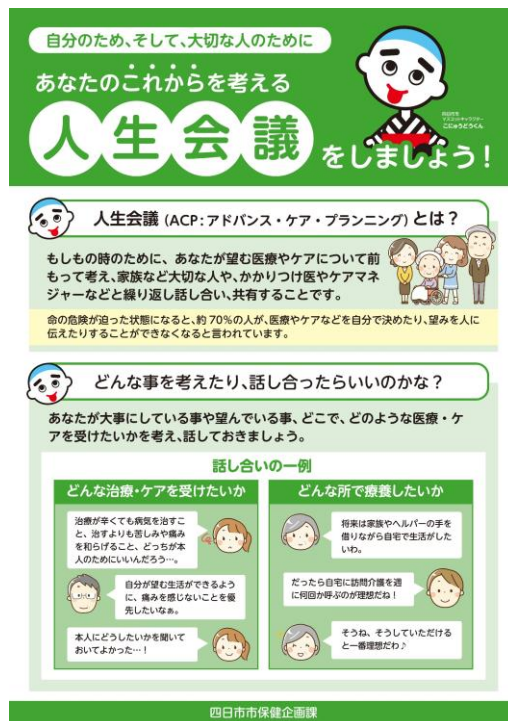 自分のため、そして、大切な人のために
あなたのこれからを考える
人生会議をしましょう！
四日市市
マスコットキャラクター
こにゅうどうくん
人生会議（ACP：アドバンス・ケア・プランニング）とは？
もしもの時のために、あなたが望む医療やケアについて前
もって考え、家族など大切な人や、かかりつけ医やケアマネ
ジャーなどと繰り返し話し合い、共有することです。
命の危険が迫った状態になると、約70％の人が、医療やケアなどを自分で決めたり、望みを人に
伝えたりすることができなくなると言われています。
どんな事を考えたり、話し合ったらいいのかな？
あなたが大事にしている事や望んでいる事、どこで、どのような医療・ケ
アを受けたいかを考え、話しておきましょう。
話し合いの一例
どんな治療・ケアを受けたいか
治療が辛くても病気を治すこ
と、治すよりも苦しみや痛み
を和らげること、どっちが本
人のためにいいんだろう…。
自分が望む生活ができるよう
に、痛みを感じないことを優
先したいなぁ。
本人にどうしたいかを聞いて
おいてよかった…！
どんな所で療養したいか
将来は家族やヘルパーの手を
借りながら自宅で生活がした
いわ。
だったら自宅に訪問介護を週
に何回か呼ぶのが理想だね！
そうね、そうしていただける
と一番理想だわ♪
四日市市保健企画課